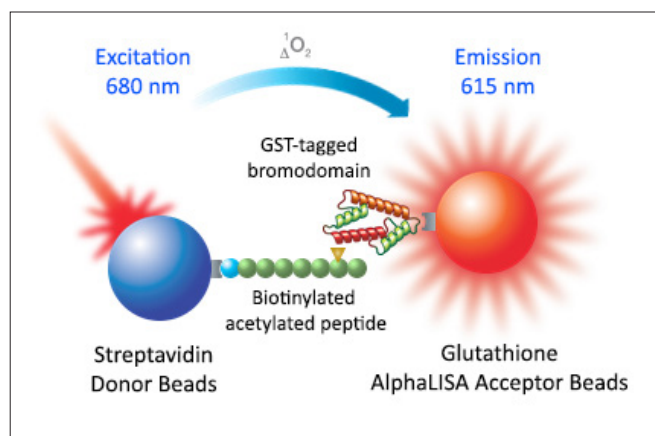 Excitation
680 nm
¹ΔO₂
Emission
615 nm
GST-tagged
bromodomain
Biotinylated
acetylated peptide
Streptavidin
Donor Beads
Glutathione
AlphaLISA Acceptor Beads